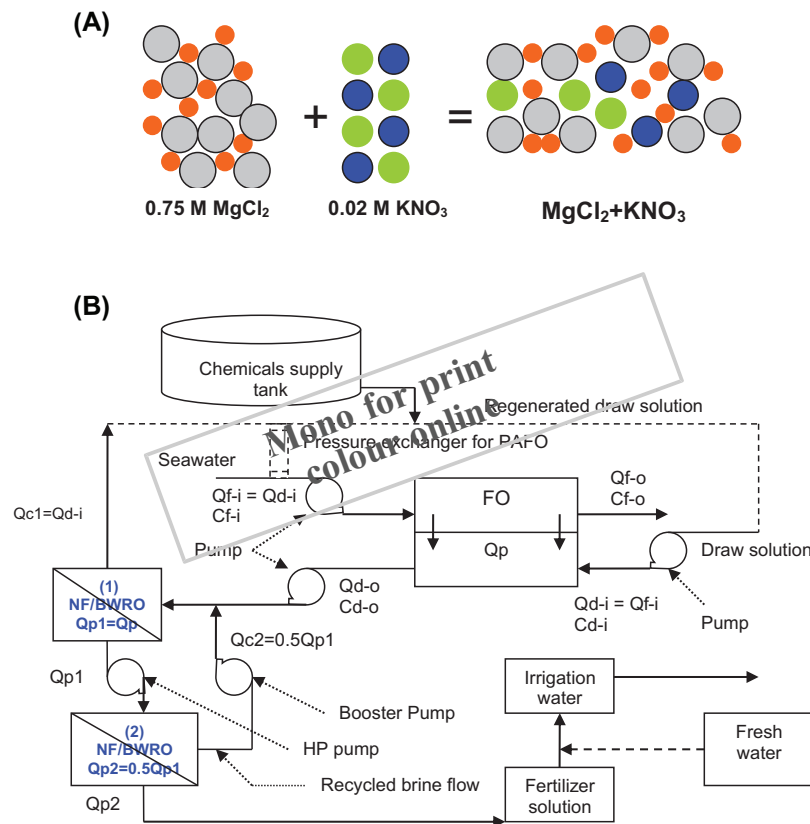 (A)
+
=
0.75 M MgCl₂
0.02 M KNO₃
MgCl₂+KNO₃
(B)
Chemicals supply
tank
Regenerated draw solution
Mono for print
colour online
Pressure exchanger for PAFO
Seawater
Qf-i = Qd-i
Cf-i
FO
Qf-o
Cf-o
Qc1=Qd-i
Pump
Qp
Draw solution
(1)
NF/BWRO
Qp1=Qp
Qd-o
Cd-o
Qd-i = Qf-i
Cd-i
Pump
Qc2=0.5Qp1
Qp1
Irrigation
water
Booster Pump
(2)
NF/BWRO
Qp2=0.5Qp1
HP pump
Fresh
water
Recycled brine flow
Fertilizer
solution
Qp2